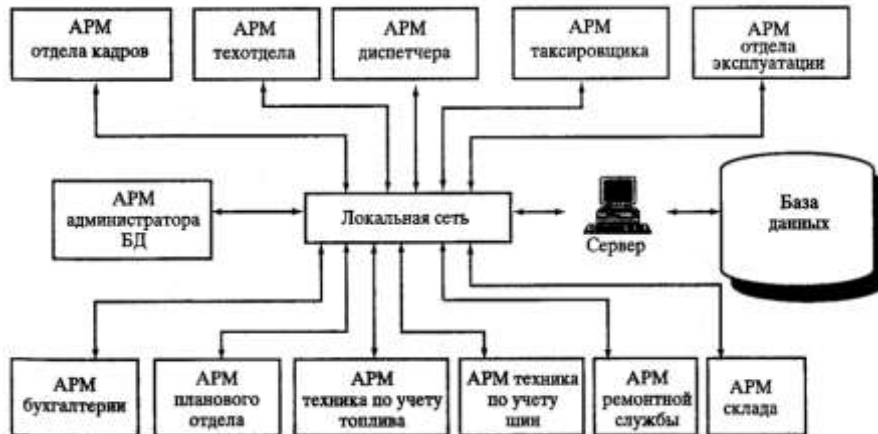 АРМ
отдела кадров
АРМ
техотдела
АРМ
диспетчера
АРМ
таксировщика
АРМ
отдела
эксплуатации
АРМ
администратора
БД
Локальная сеть
Сервер
База
данных
АРМ
бухгалтерии
АРМ
планового
отдела
АРМ
техника по учету
топлива
АРМ техника
по учету
шин
АРМ
ремонтной
службы
АРМ
склада